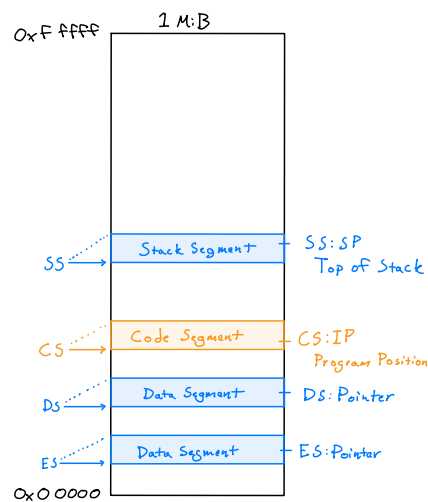 1 MiB
0xF ffff
Stack Segment
SS:SP
SS
Top of Stack
Code Segment
CS:IP
CS
Program Position
Data Segment
DS:Pointer
DS
Data Segment
ES:Pointer
ES
0x0 0000